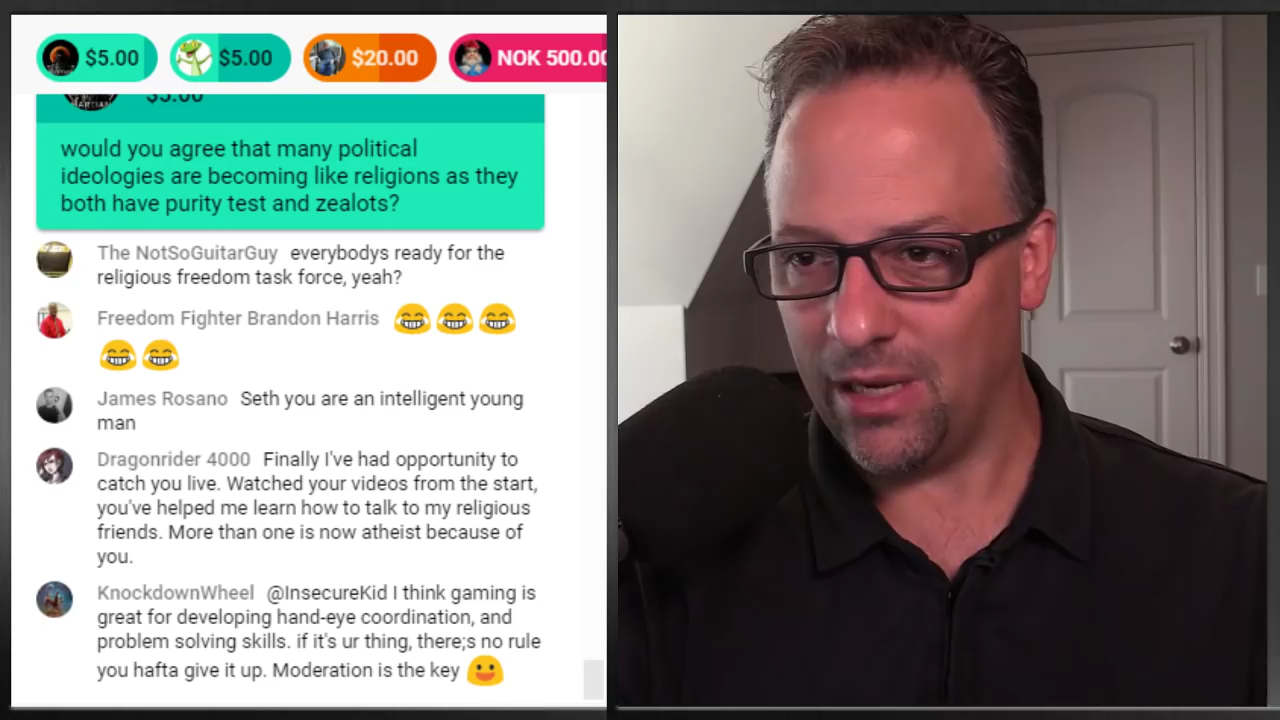 $5.00 $5.00 $20.00 NOK 500.00
$5.00
would you agree that many political
ideologies are becoming like religions as they
both have purity test and zealots?
The NotSoGuitarGuy everybodys ready for the
religious freedom task force, yeah?
Freedom Fighter Brandon Harris 😂😂😂
😂😂
James Rosano Seth you are an intelligent young
man
Dragonrider 4000 Finally I've had opportunity to
catch you live. Watched your videos from the start,
you've helped me learn how to talk to my religious
friends. More than one is now atheist because of
you.
KnockdownWheel @InsecureKid I think gaming is
great for developing hand-eye coordination, and
problem solving skills. if it's ur thing, there;s no rule
you hafta give it up. Moderation is the key 😀